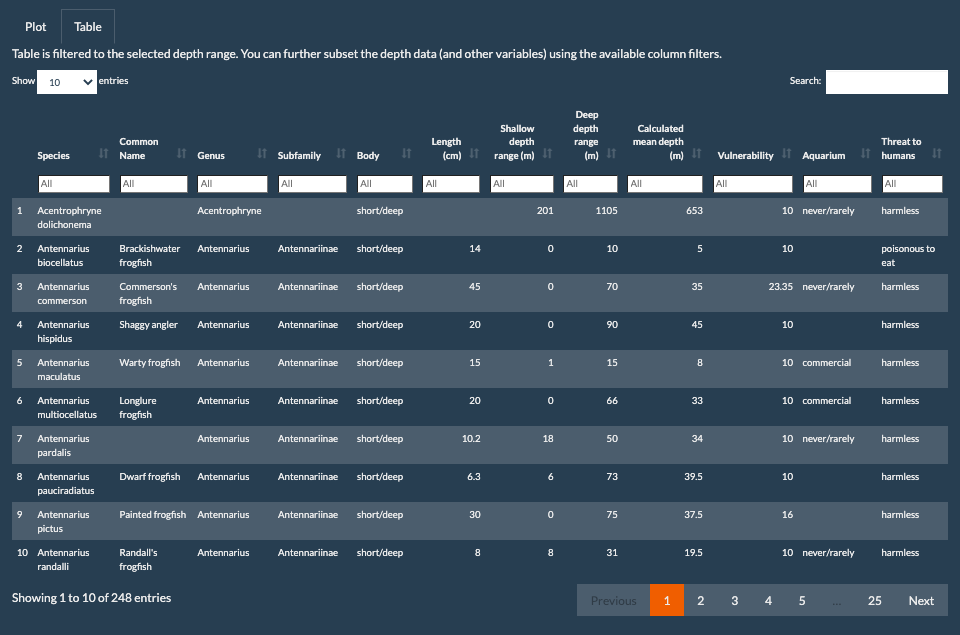 Plot Table
Table is filtered to the selected depth range. You can further subset the depth data (and other variables) using the available column filters.
Show 10 entries Search:
Species Common Name Genus Subfamily Body Length (cm) Shallow depth range (m) Deep depth range (m) Calculated mean depth (m) Vulnerability Aquarium Threat to humans
All All All All All All All All All All All All
1 Acentrophryne dolichonema Acentrophryne short/deep 201 1105 653 10 never/rarely harmless
2 Antennarius biocellatus Brackishwater frogfish Antennarius Antennariinae short/deep 14 0 10 5 10 poisonous to eat
3 Antennarius commerson Commerson's frogfish Antennarius Antennariinae short/deep 45 0 70 35 23.35 never/rarely harmless
4 Antennarius hispidus Shaggy angler Antennarius Antennariinae short/deep 20 0 90 45 10 harmless
5 Antennarius maculatus Warty frogfish Antennarius Antennariinae short/deep 15 1 15 8 10 commercial harmless
6 Antennarius multiocellatus Longlure frogfish Antennarius Antennariinae short/deep 20 0 66 33 10 commercial harmless
7 Antennarius pardalis Antennarius Antennariinae short/deep 10.2 18 50 34 10 never/rarely harmless
8 Antennarius pauciradiatus Dwarf frogfish Antennarius Antennariinae short/deep 6.3 6 73 39.5 10 harmless
9 Antennarius pictus Painted frogfish Antennarius Antennariinae short/deep 30 0 75 37.5 16 harmless
10 Antennarius randalli Randall's frogfish Antennarius Antennariinae short/deep 8 8 31 19.5 10 never/rarely harmless
Showing 1 to 10 of 248 entries Previous 1 2 3 4 5 ... 25 Next